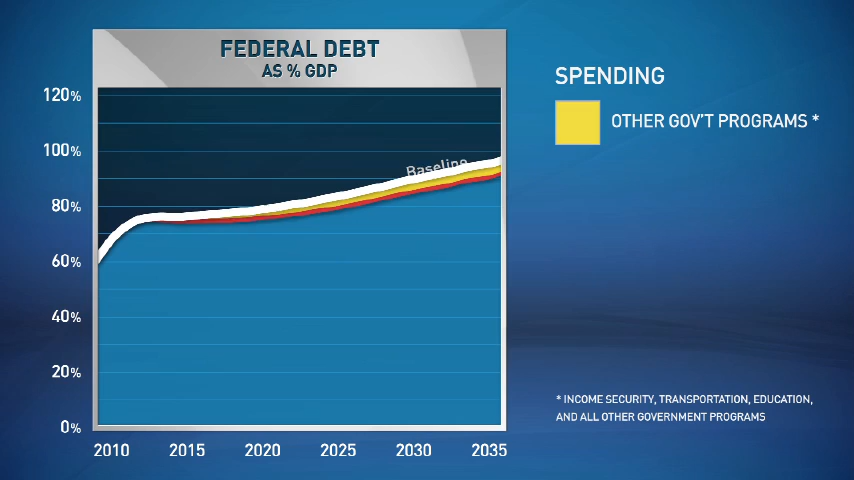 FEDERAL DEBT
AS % GDP
120%
100%
80%
60%
40%
20%
0%
2010 2015 2020 2025 2030 2035
Baseline
SPENDING
OTHER GOV'T PROGRAMS *
* INCOME SECURITY, TRANSPORTATION, EDUCATION,
AND ALL OTHER GOVERNMENT PROGRAMS